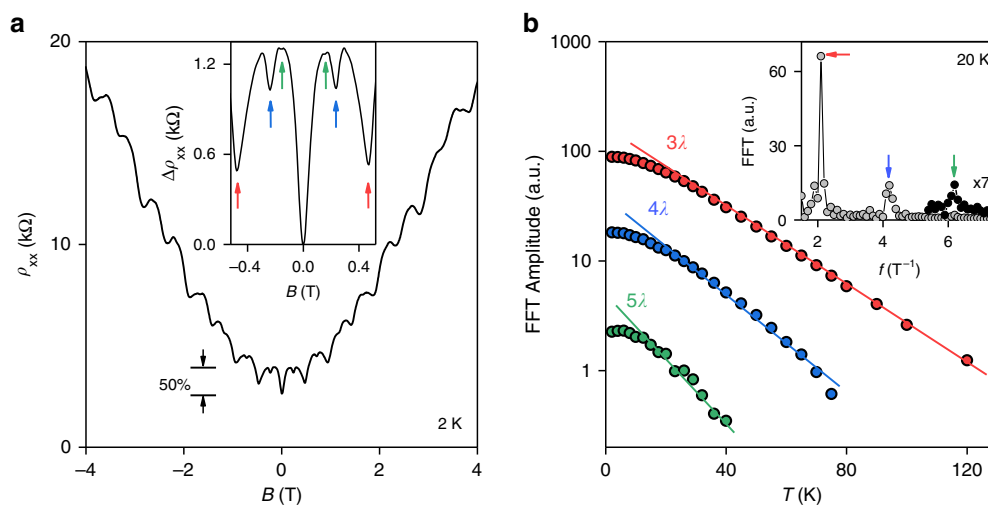 a
20
10
0
ρxx (kΩ)
−4
−2
0
2
4
B (T)
50%
2 K
1.2
0.6
0.0
Δρxx (kΩ)
−0.4
0.0
0.4
B (T)
b
1000
100
10
1
FFT Amplitude (a.u.)
0
40
80
120
T (K)
3λ
4λ
5λ
60
30
0
FFT (a.u.)
20 K
x7
2
4
6
f (T−1)